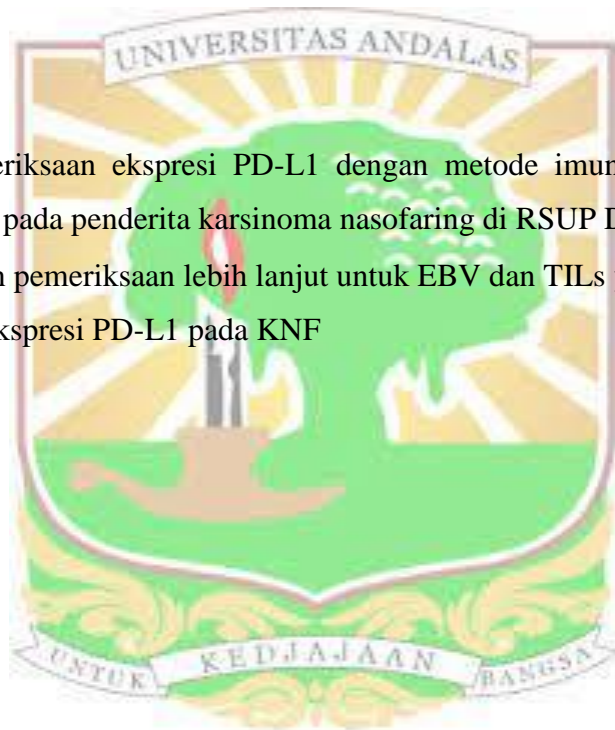 UNIVERSITAS ANDALAS
eriksaan ekspresi PD-L1 dengan metode imun
pada penderita karsinoma nasofaring di RSUP D
n pemeriksaan lebih lanjut untuk EBV dan TILs
kspresi PD-L1 pada KNF
UNTUK KEDJAJAAN BANGSA